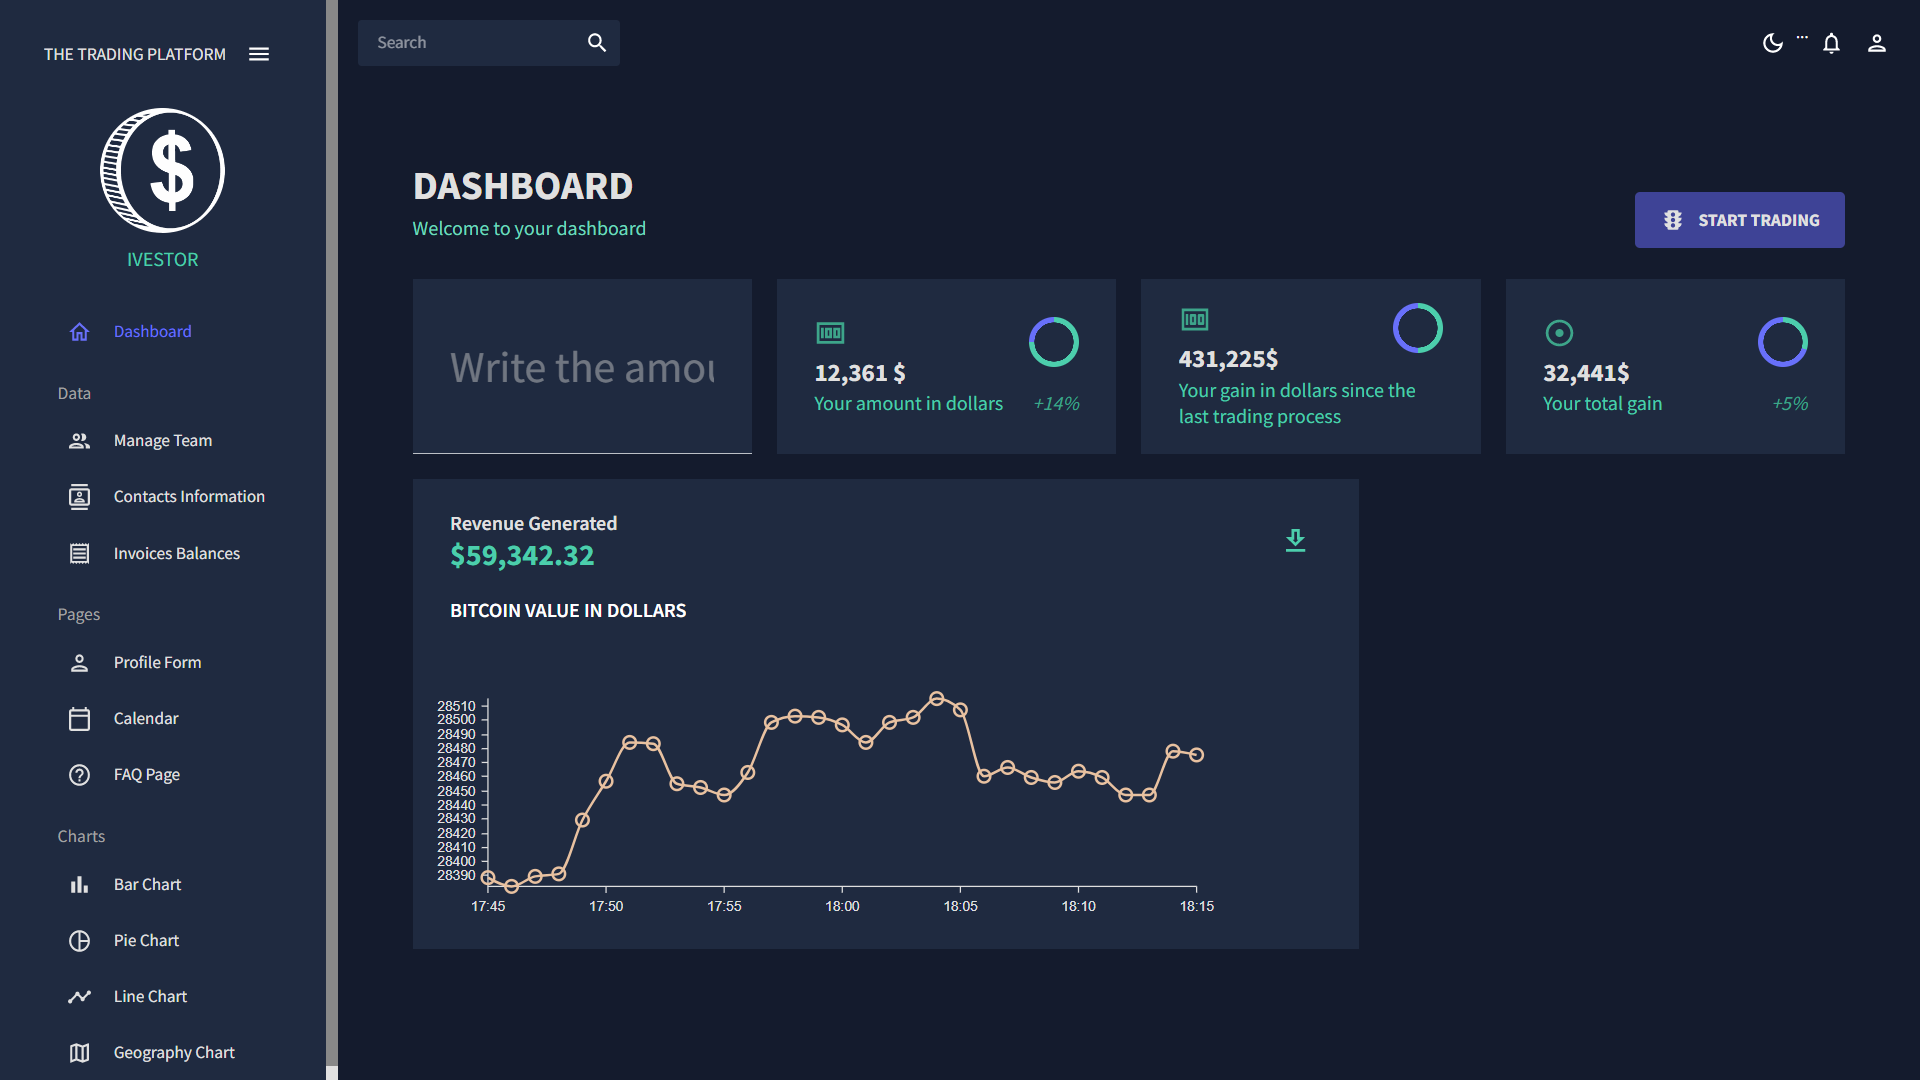 THE TRADING PLATFORM
IVESTOR
Dashboard
Data
Manage Team
Contacts Information
Invoices Balances
Pages
Profile Form
Calendar
FAQ Page
Charts
Bar Chart
Pie Chart
Line Chart
Geography Chart
Search
DASHBOARD
Welcome to your dashboard
START TRADING
Write the amou
12,361 $
Your amount in dollars
+14%
431,225$
Your gain in dollars since the
last trading process
32,441$
Your total gain
+5%
Revenue Generated
$59,342.32
BITCOIN VALUE IN DOLLARS
28510
28500
28490
28480
28470
28460
28450
28440
28430
28420
28410
28400
28390
17:45 17:50 17:55 18:00 18:05 18:10 18:15